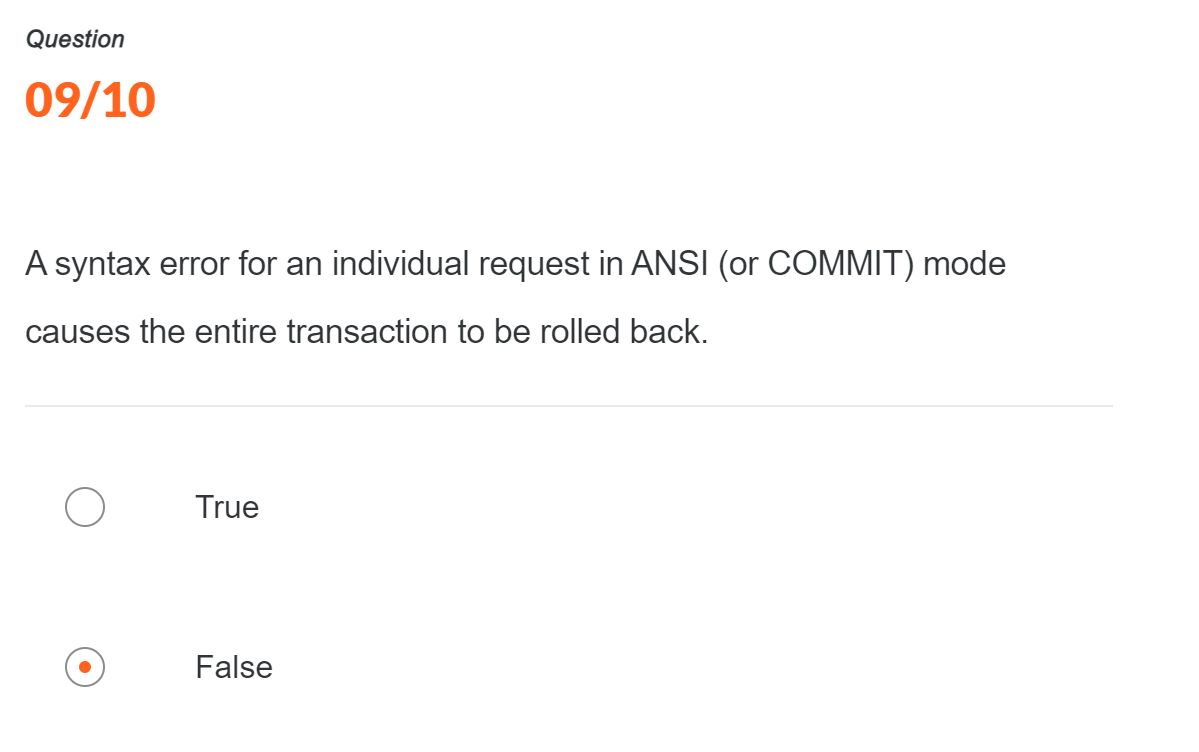 Question
09/10
A syntax error for an individual request in ANSI (or COMMIT) mode
causes the entire transaction to be rolled back.
True
False